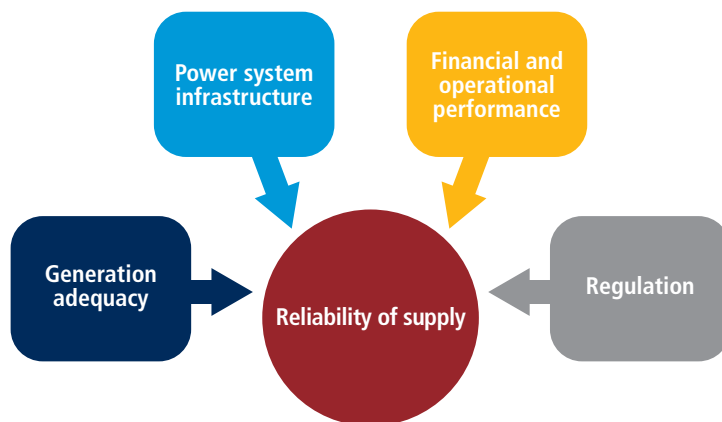 Power system
infrastructure
Financial and
operational
performance
Generation
adequacy
Reliability of supply
Regulation